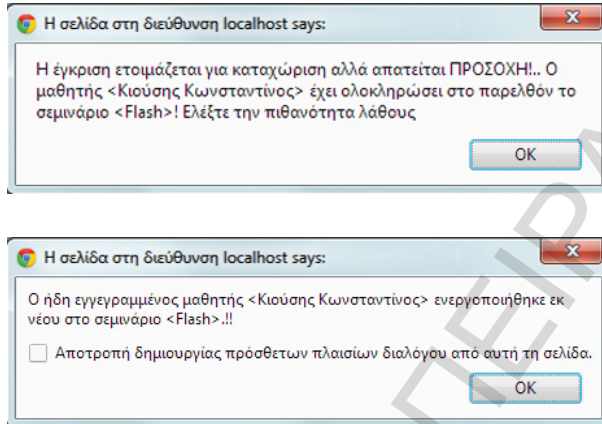 Η σελίδα στη διεύθυνση localhost says:
Η έγκριση ετοιμάζεται για καταχώριση αλλά απατείται ΠΡΟΣΟΧΗ!.. Ο
μαθητής <Κιούσης Κωνσταντίνος> έχει ολοκληρώσει στο παρελθόν το
σεμινάριο <Flash>! Ελέξτε την πιθανότητα λάθους
OK
Η σελίδα στη διεύθυνση localhost says:
Ο ήδη εγγεγραμμένος μαθητής <Κιούσης Κωνσταντίνος> ενεργοποιήθηκε εκ
νέου στο σεμινάριο <Flash>.!!
Αποτροπή δημιουργίας πρόσθετων πλαισίων διαλόγου από αυτή τη σελίδα.
OK
ΠΕΙΡΑ